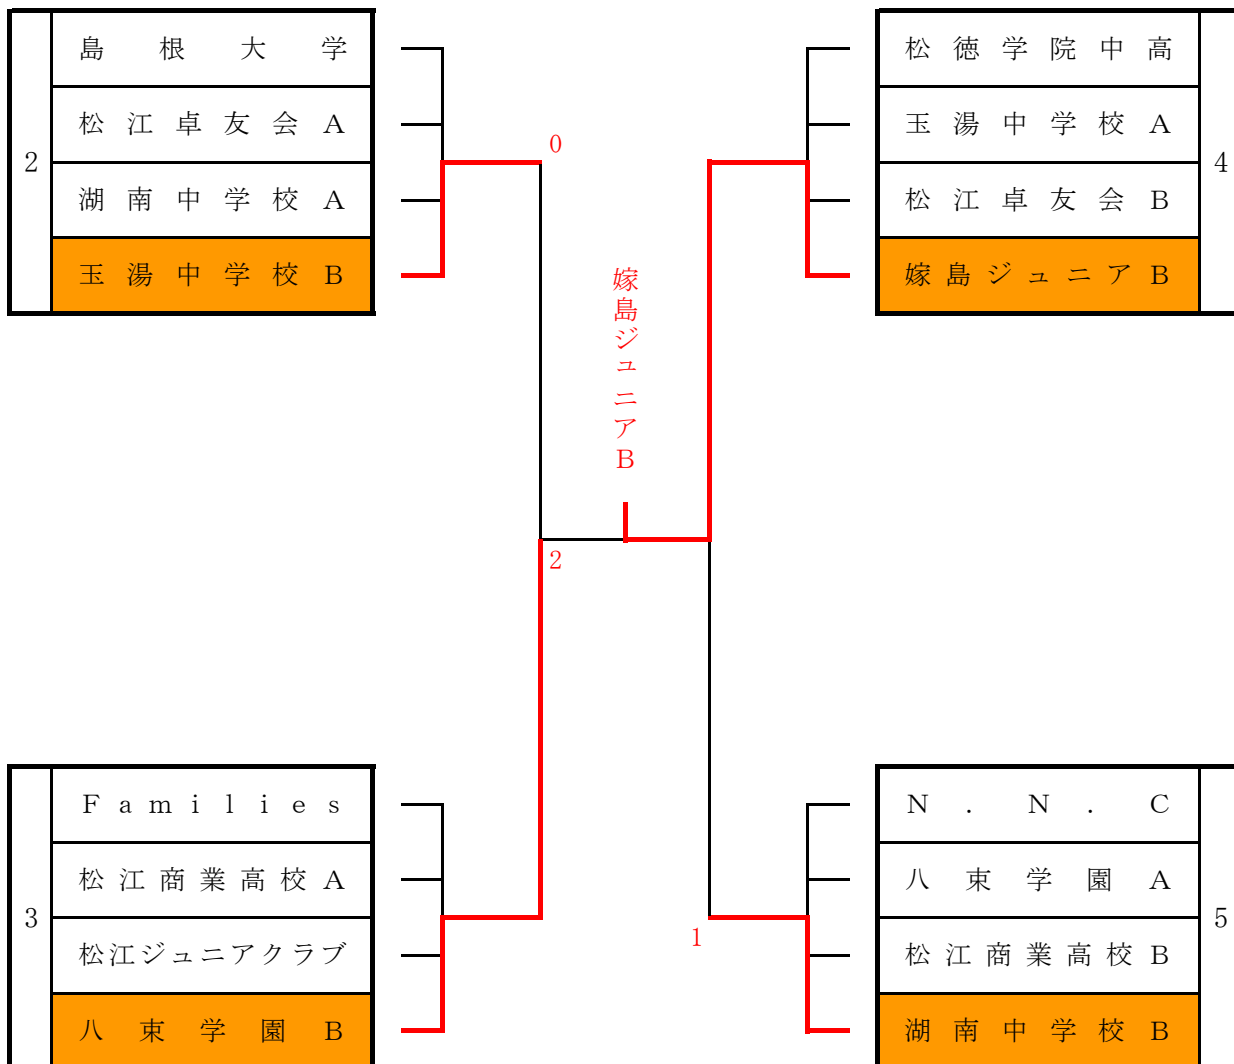 2
島根大学
松江卓友会A
湖南中学校A
玉湯中学校B
0
嫁島ジュニアB
松徳学院中高
玉湯中学校A
松江卓友会B
嫁島ジュニアB
4
2
3
Families
松江商業高校A
松江ジュニアクラブ
八束学園B
1
N.N.C
八束学園A
松江商業高校B
湖南中学校B
5